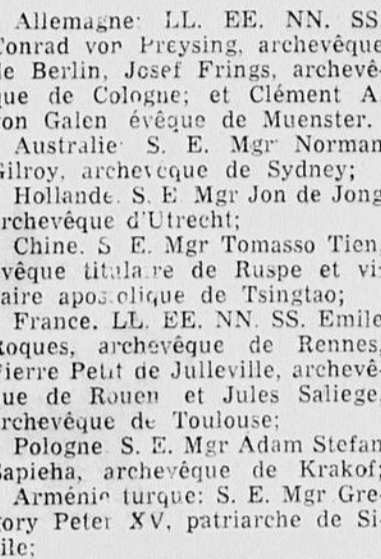 Allemagne: LL. EE. NN. SS.
Conrad von Preysing, archevêque
de Berlin, Josef Frings, archevê-
que de Cologne; et Clément A.
von Galen évêque de Muenster.
Australie S. E. Mgr Norman
Gilroy, archevêque de Sydney;
Hollande. S. E Mgr Jon de Jong
archevêque d'Utrecht;
Chine. S E. Mgr Tomasso Tien,
évêque titulaire de Ruspe et vi-
caire apostolique de Tsingtao;
France. LL. EE. NN. SS. Emile
Roques, archevêque de Rennes,
Pierre Petit de Julleville, archevê-
que de Rouen et Jules Saliege,
archevêque de Toulouse;
Pologne S. E. Mgr Adam Stefan
Sapieha, archevêque de Krakof;
Arménie turque: S. E. Mgr Gre-
gory Peter XV, patriarche de Si-
cile;